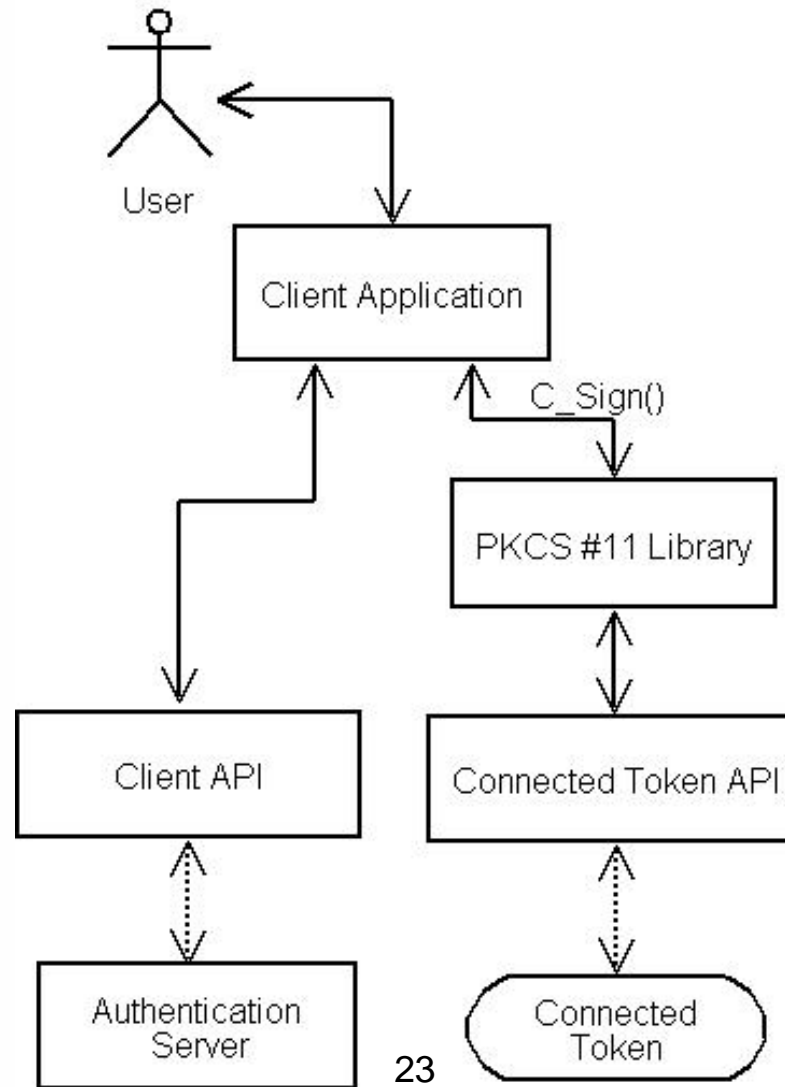 User
Client Application
C_Sign()
PKCS #11 Library
Client API
Connected Token API
Authentication
Server
Connected
Token
23